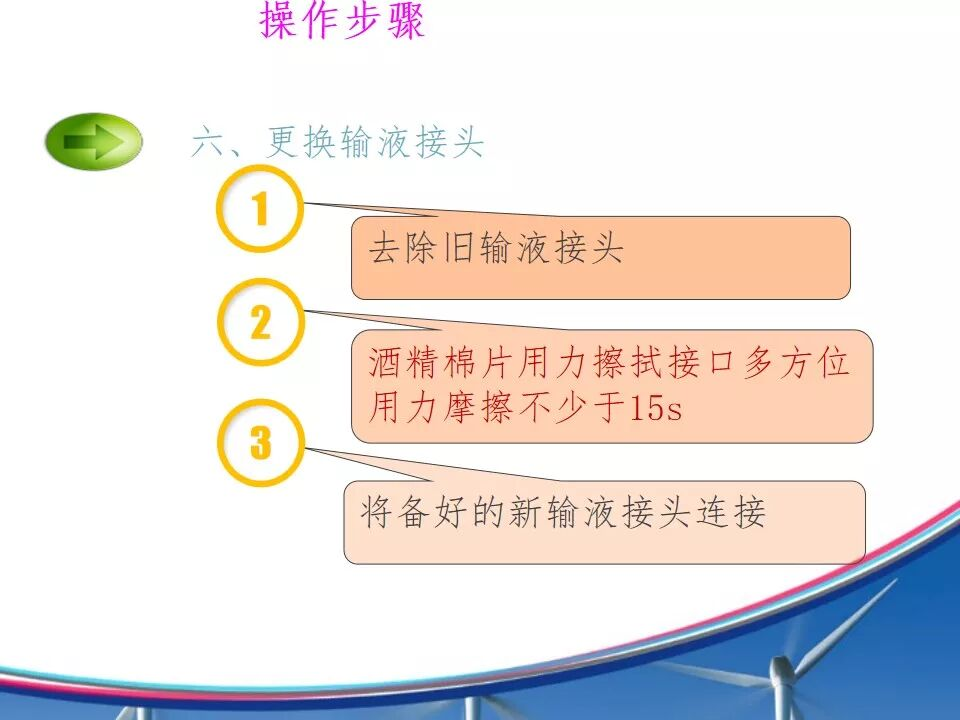 操作步骤
六、更换输液接头
1
去除旧输液接头
2
酒精棉片用力擦拭接口多方位
用力摩擦不少于15s
3
将备好的新输液接头连接